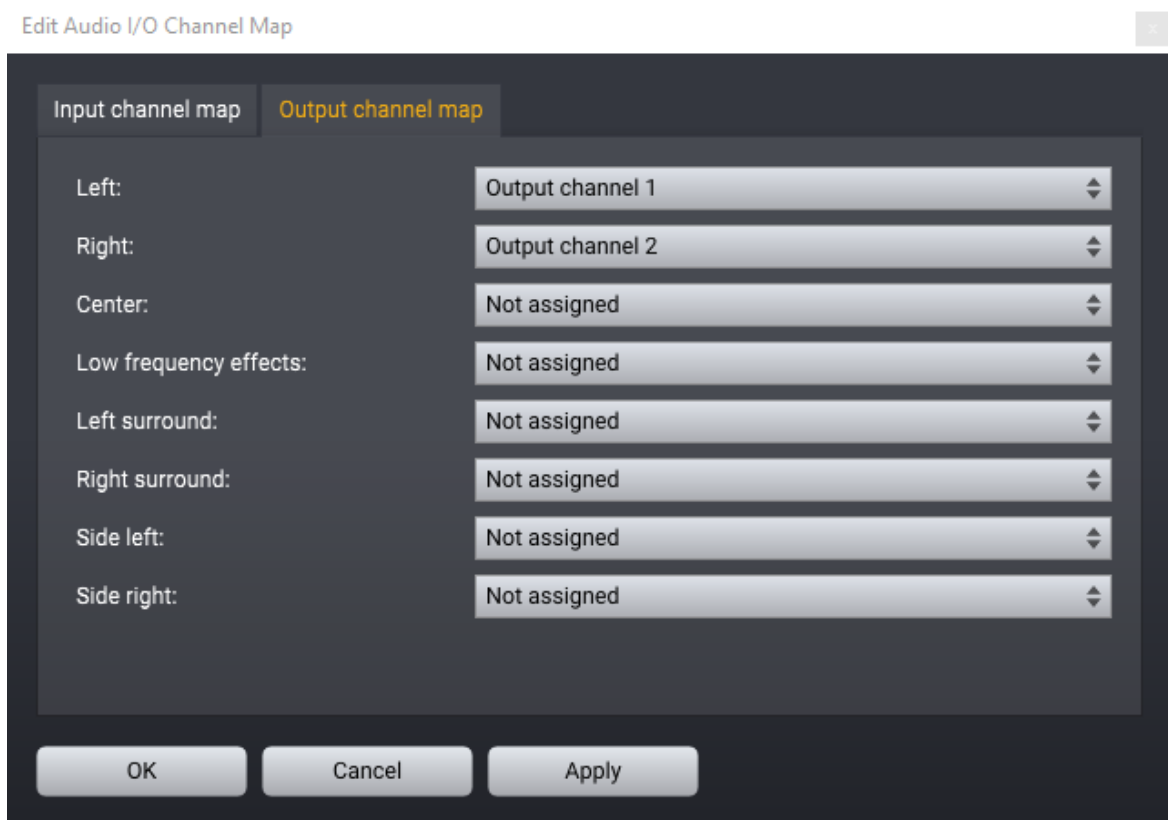 Edit Audio I/O Channel Map
x
Input channel map Output channel map
Left: Output channel 1
Right: Output channel 2
Center: Not assigned
Low frequency effects: Not assigned
Left surround: Not assigned
Right surround: Not assigned
Side left: Not assigned
Side right: Not assigned
OK Cancel Apply